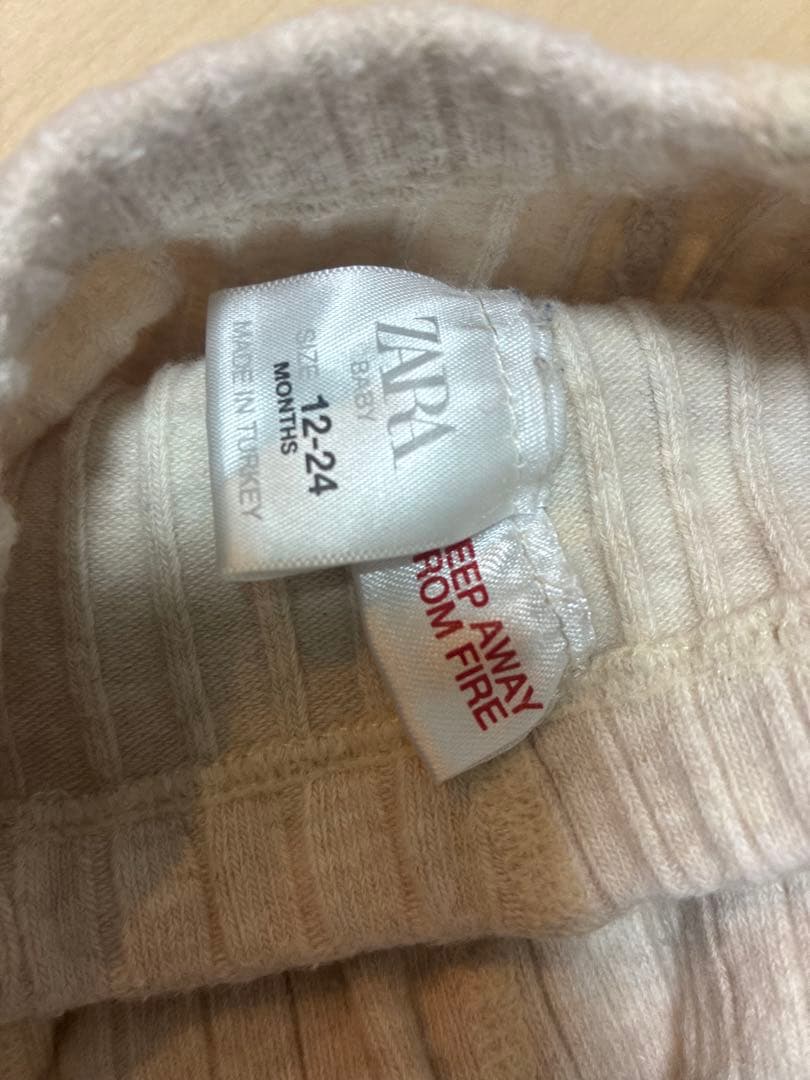 ZARA
BABY
SIZE 12-24
MONTHS
MADE IN TURKEY
EEP AWAY
ROM FIRE